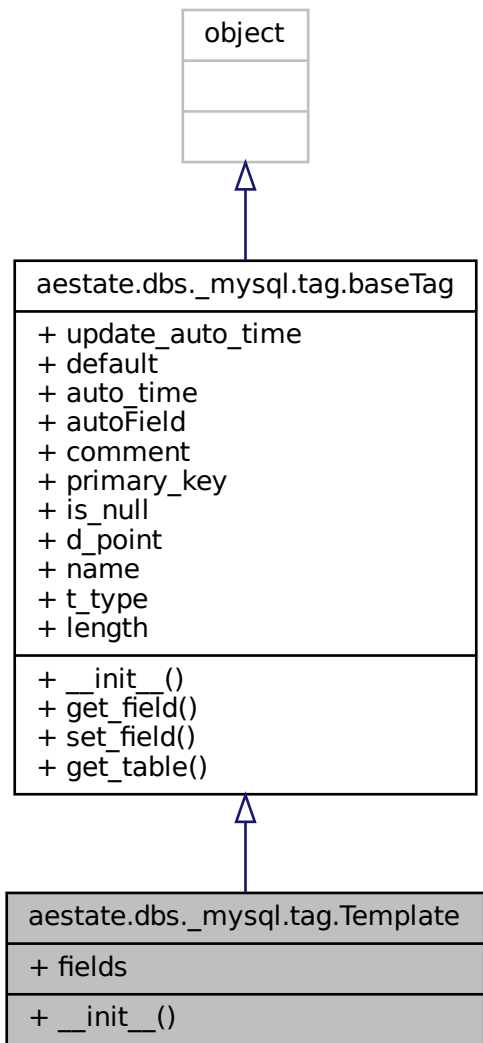 object
aestate.dbs._mysql.tag.baseTag
+ update_auto_time
+ default
+ auto_time
+ autoField
+ comment
+ primary_key
+ is_null
+ d_point
+ name
+ t_type
+ length
+ __init__()
+ get_field()
+ set_field()
+ get_table()
aestate.dbs._mysql.tag.Template
+ fields
+ __init__()